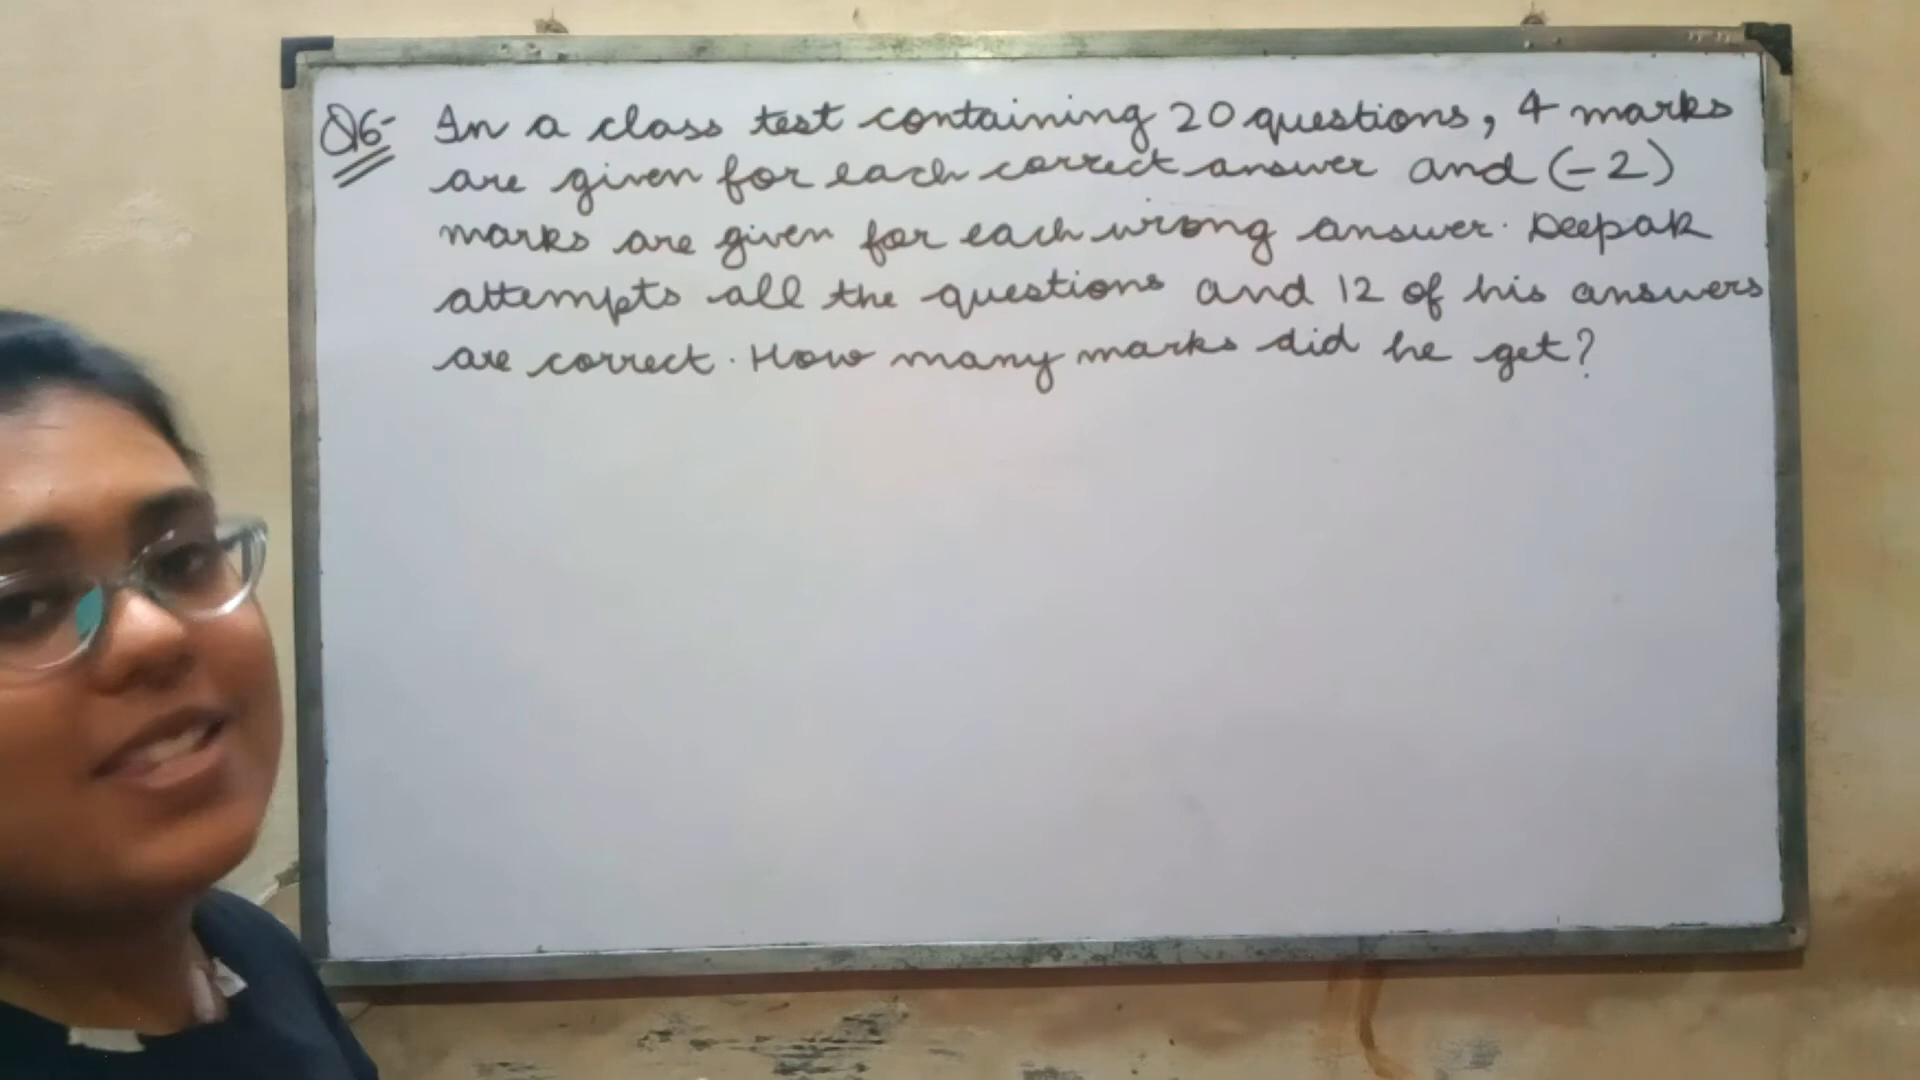 Q6- In a class test containing 20 questions, 4 marks
are given for each correct answer and (-2)
marks are given for each wrong answer. Deepak
attempts all the questions and 12 of his answers
are correct. How many marks did he get?